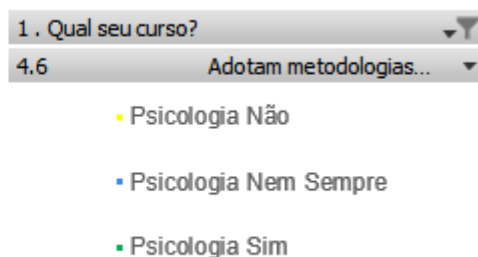 1 . Qual seu curso?
4.6 Adotam metodologias...
Psicologia Não
Psicologia Nem Sempre
Psicologia Sim